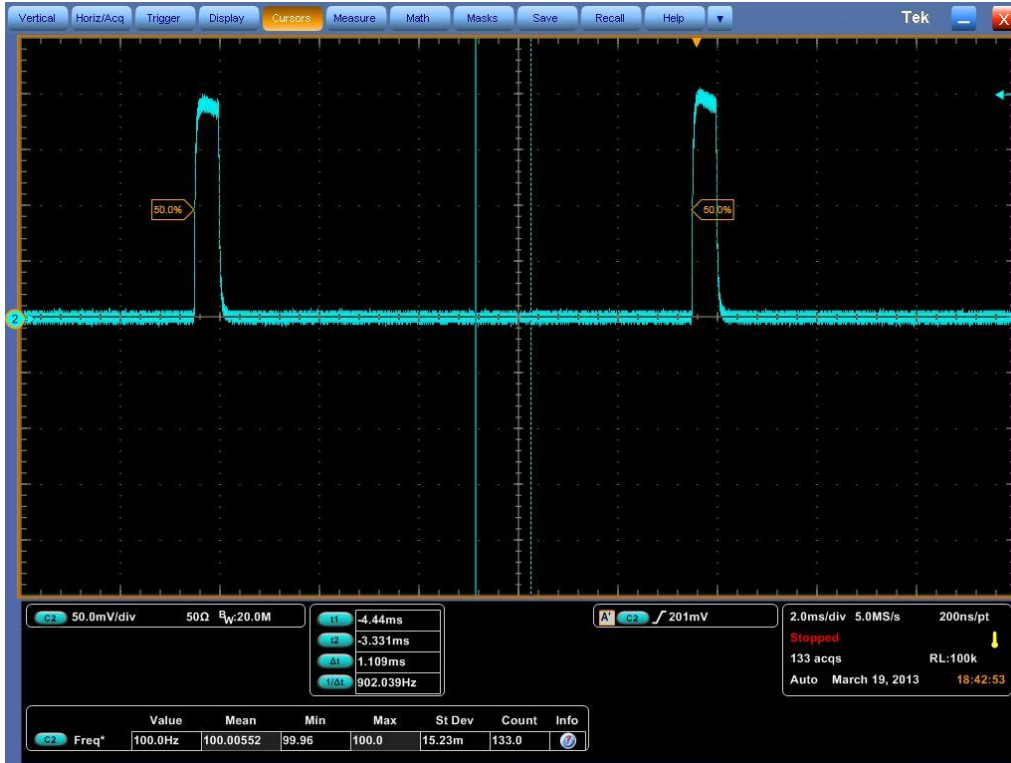 Vertical Horiz/Acq Trigger Display Cursors Measure Math Masks Save Recall Help Tek X
50.0% 50.0%
2
C2 50.0mV/div 50Ω BW:20.0M
t1 -4.44ms
t2 -3.331ms
Δt 1.109ms
1/Δt 902.039Hz
A' C2 201mV
2.0ms/div 5.0MS/s 200ns/pt
Stopped
133 acqs RL:100k
Auto March 19, 2013 18:42:53
Value Mean Min Max St Dev Count Info
C2 Freq* 100.0Hz 100.00552 99.96 100.0 15.23m 133.0